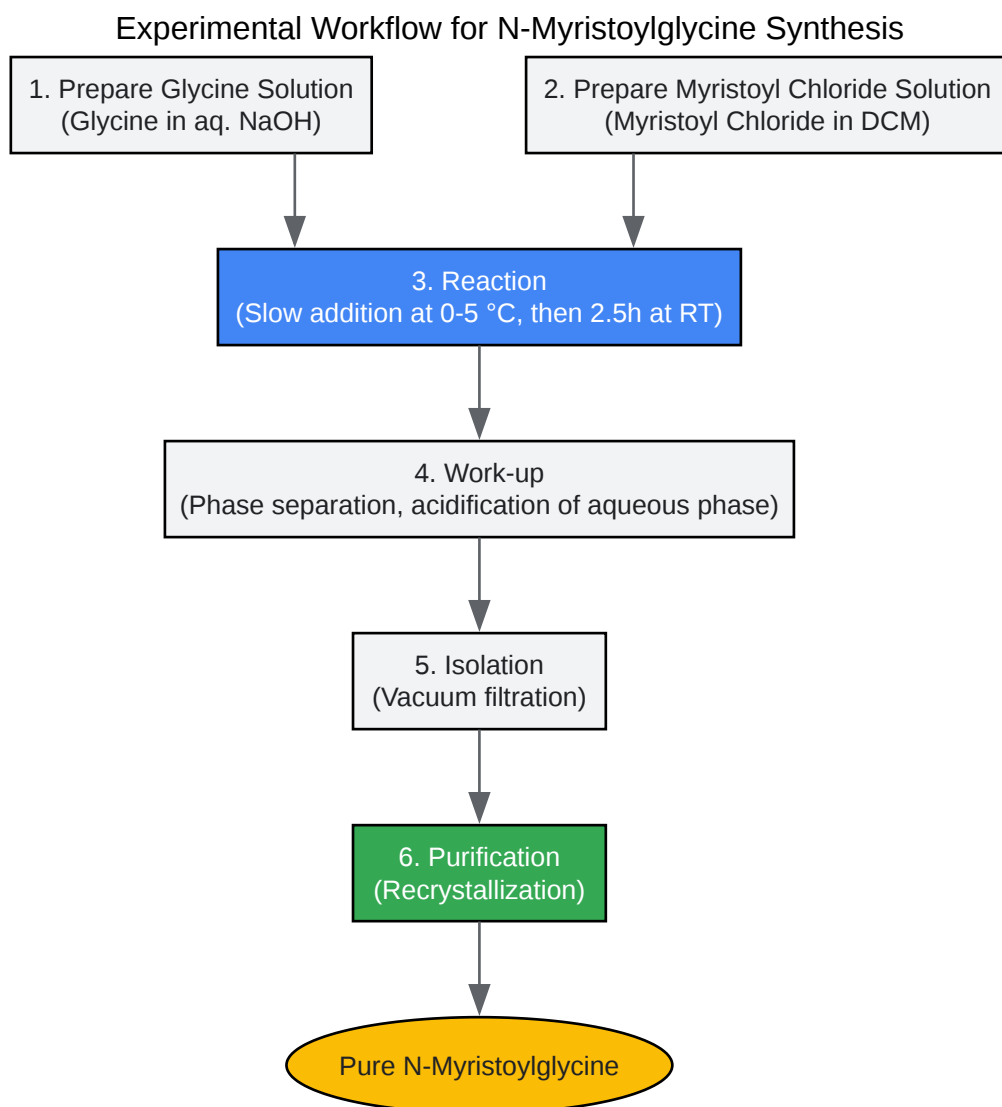 Experimental Workflow for N-Myristoylglycine Synthesis
1. Prepare Glycine Solution
(Glycine in aq. NaOH)
2. Prepare Myristoyl Chloride Solution
(Myristoyl Chloride in DCM)
3. Reaction
(Slow addition at 0-5 °C, then 2.5h at RT)
4. Work-up
(Phase separation, acidification of aqueous phase)
5. Isolation
(Vacuum filtration)
6. Purification
(Recrystallization)
Pure N-Myristoylglycine